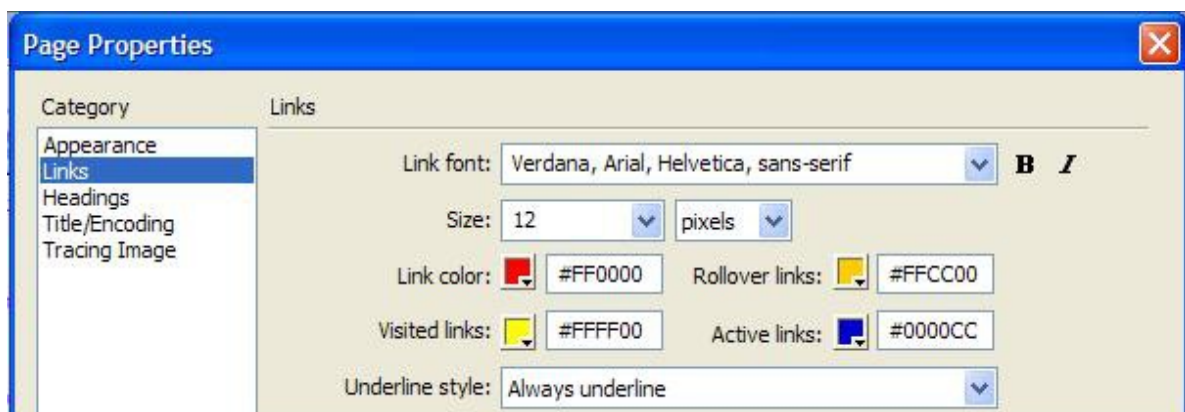 Page Properties
Category
Appearance
Links
Headings
Title/Encoding
Tracing Image
Links
Link font: Verdana, Arial, Helvetica, sans-serif B I
Size: 12 pixels
Link color: #FF0000 Rollover links: #FFCC00
Visited links: #FFFF00 Active links: #0000CC
Underline style: Always underline